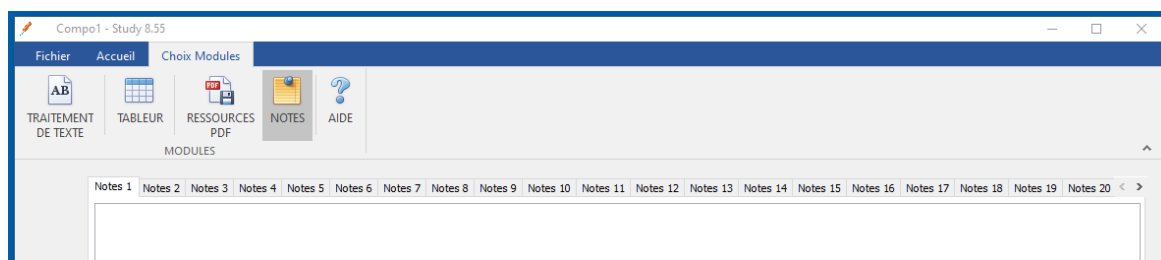 Compo1 - Study 8.55
Fichier Accueil Choix Modules
AB PDF ?
TRAITEMENT TABLEUR RESSOURCES NOTES AIDE
DE TEXTE PDF
MODULES
Notes 1 Notes 2 Notes 3 Notes 4 Notes 5 Notes 6 Notes 7 Notes 8 Notes 9 Notes 10 Notes 11 Notes 12 Notes 13 Notes 14 Notes 15 Notes 16 Notes 17 Notes 18 Notes 19 Notes 20